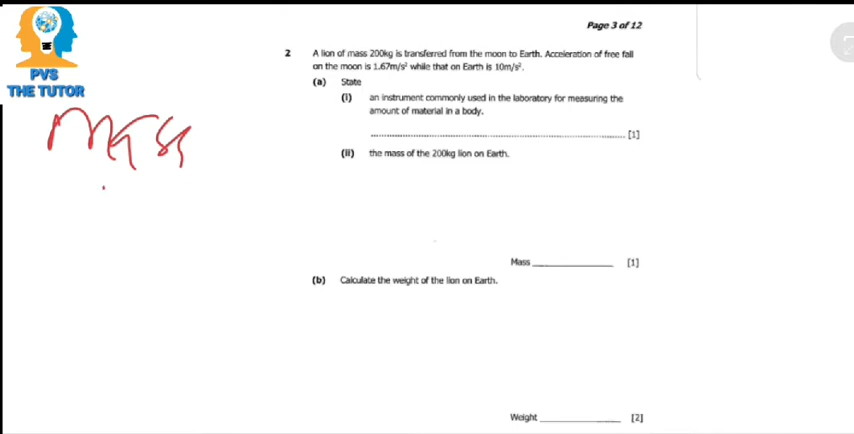 Page 3 of 12
PVS
THE TUTOR
Mass
2 A lion of mass 200kg is transferred from the moon to Earth. Acceleration of free fall
on the moon is 1.67m/s² while that on Earth is 10m/s².
(a) State
(i) an instrument commonly used in the laboratory for measuring the
amount of material in a body.
........................................................................ [1]
(ii) the mass of the 200kg lion on Earth.
Mass ____________ [1]
(b) Calculate the weight of the lion on Earth.
Weight ____________ [2]